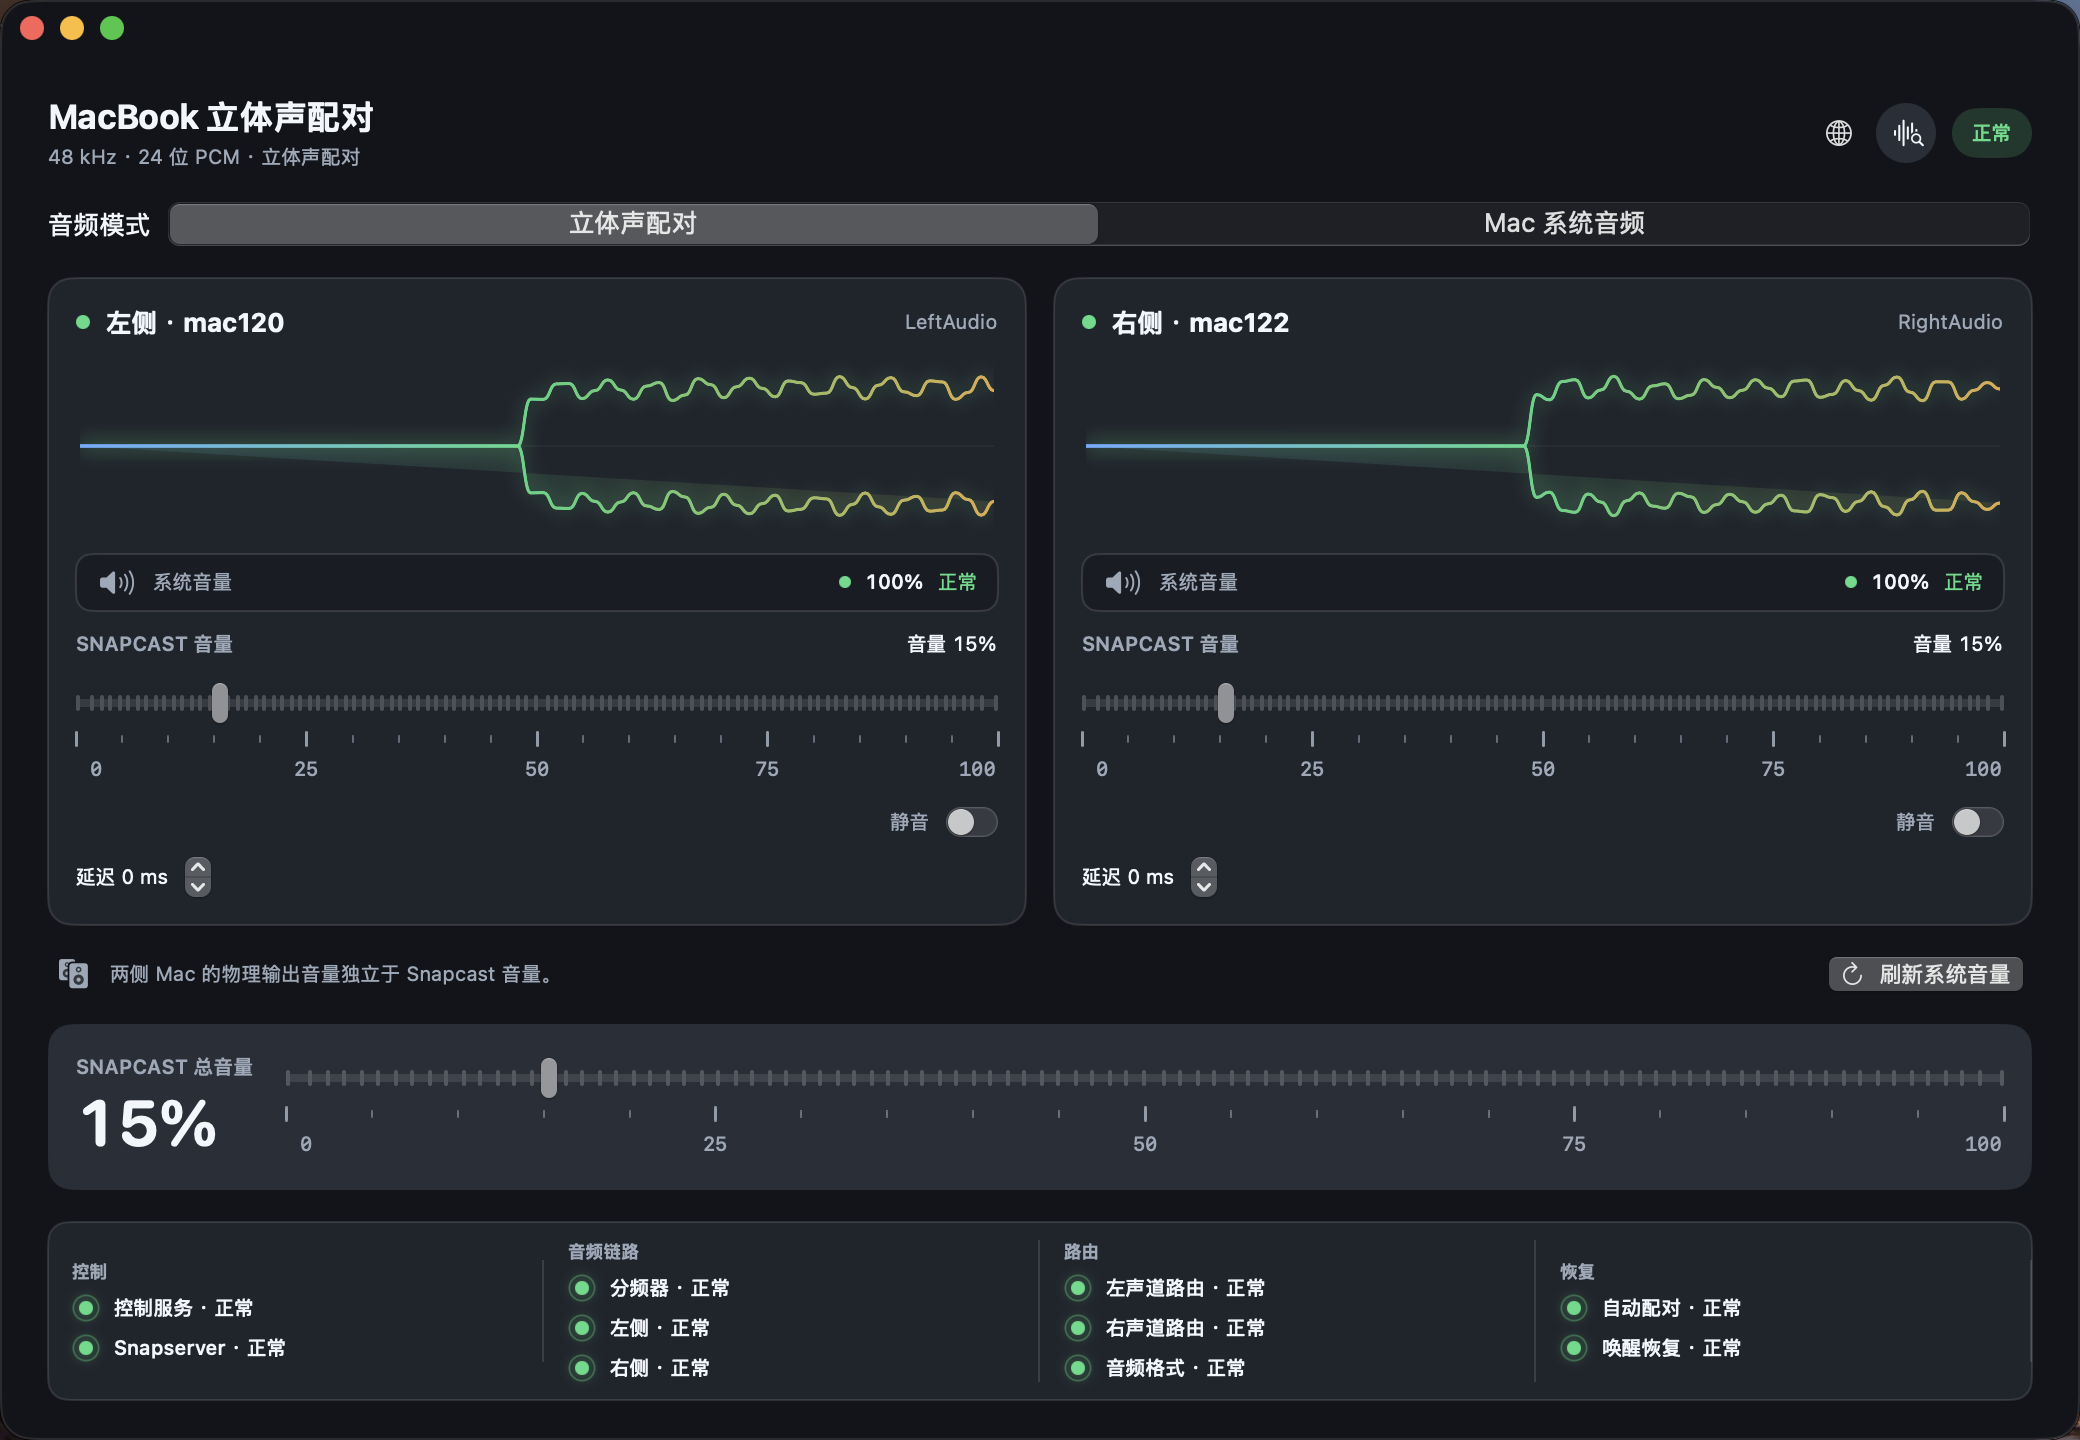 MacBook 立体声配对
48 kHz · 24 位 PCM · 立体声配对
正常
音频模式
立体声配对
Mac 系统音频
左侧 · mac120
LeftAudio
系统音量
100% 正常
SNAPCAST 音量
音量 15%
0 25 50 75 100
静音
延迟 0 ms
右侧 · mac122
RightAudio
系统音量
100% 正常
SNAPCAST 音量
音量 15%
0 25 50 75 100
静音
延迟 0 ms
两侧 Mac 的物理输出音量独立于 Snapcast 音量。
刷新系统音量
SNAPCAST 总音量
15%
0 25 50 75 100
控制
控制服务 · 正常
Snapserver · 正常
音频链路
分频器 · 正常
左侧 · 正常
右侧 · 正常
路由
左声道路由 · 正常
右声道路由 · 正常
音频格式 · 正常
恢复
自动配对 · 正常
唤醒恢复 · 正常